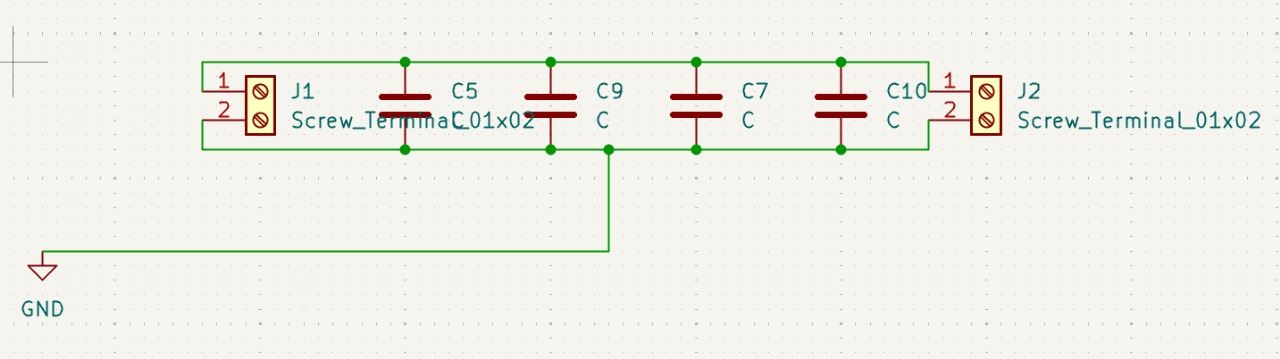 1
2
J1
Screw_Terminal_01x02
C5
C
C9
C
C7
C
C10
C
1
2
J2
Screw_Terminal_01x02
GND